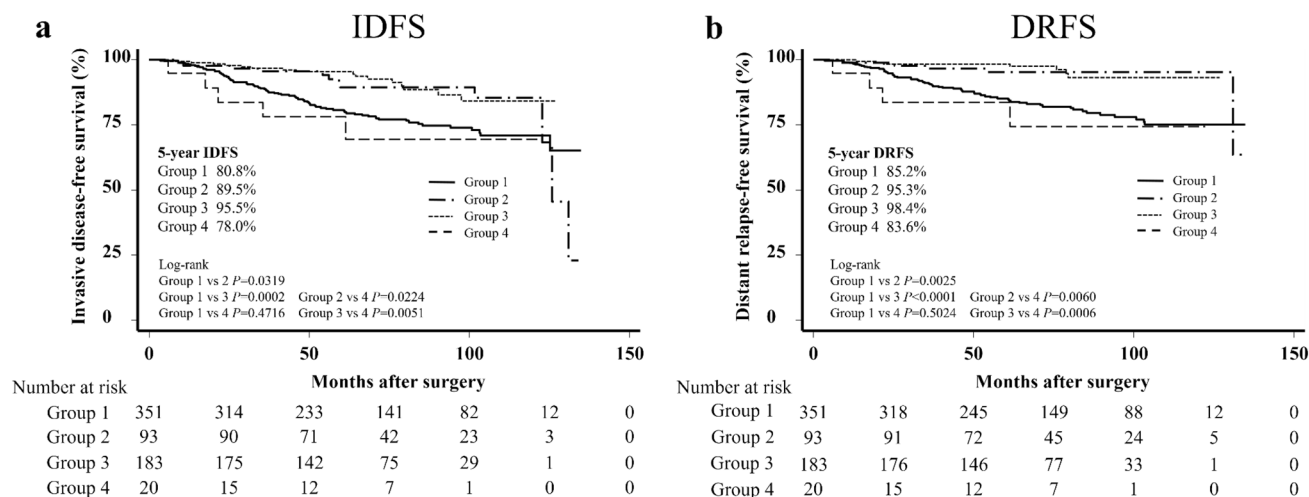 a
IDFS
Invasive disease-free survival (%)
100
75
50
25
0
5-year IDFS
Group 1 80.8%
Group 2 89.5%
Group 3 95.5%
Group 4 78.0%
Group 1
Group 2
Group 3
Group 4
Log-rank
Group 1 vs 2 P=0.0319
Group 1 vs 3 P=0.0002 Group 2 vs 4 P=0.0224
Group 1 vs 4 P=0.4716 Group 3 vs 4 P=0.0051
0 50 100 150
Months after surgery
Number at risk
Group 1 351 314 233 141 82 12 0
Group 2 93 90 71 42 23 3 0
Group 3 183 175 142 75 29 1 0
Group 4 20 15 12 7 1 0 0
b
DRFS
Distant relapse-free survival (%)
100
75
50
25
0
5-year DRFS
Group 1 85.2%
Group 2 95.3%
Group 3 98.4%
Group 4 83.6%
Group 1
Group 2
Group 3
Group 4
Log-rank
Group 1 vs 2 P=0.0025
Group 1 vs 3 P<0.0001 Group 2 vs 4 P=0.0060
Group 1 vs 4 P=0.5024 Group 3 vs 4 P=0.0006
0 50 100 150
Months after surgery
Number at risk
Group 1 351 318 245 149 88 12 0
Group 2 93 91 72 45 24 5 0
Group 3 183 176 146 77 33 1 0
Group 4 20 15 12 7 1 0 0